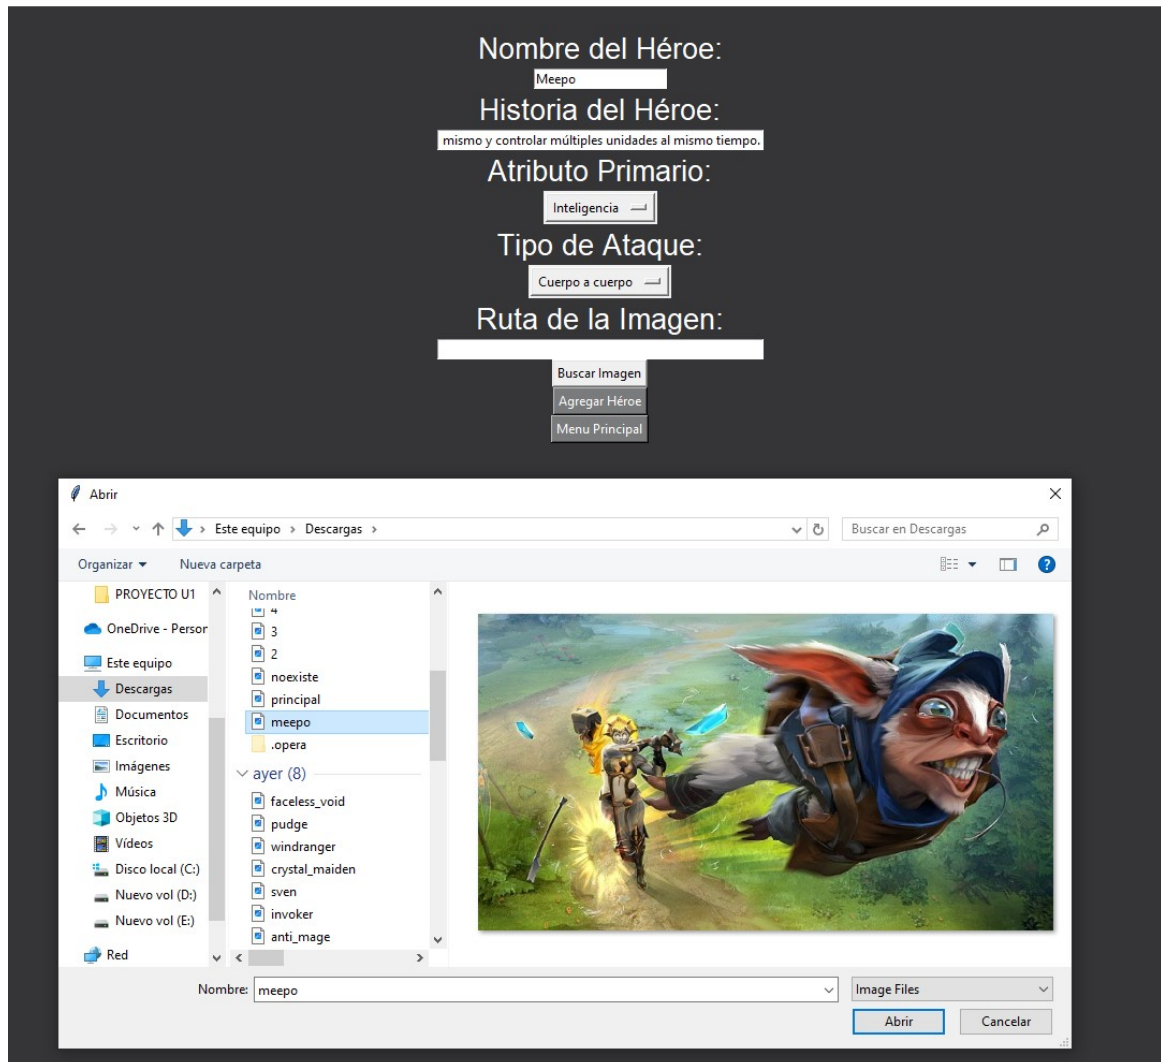 Nombre del Héroe:
Meepo
Historia del Héroe:
mismo y controlar múltiples unidades al mismo tiempo.
Atributo Primario:
Inteligencia
Tipo de Ataque:
Cuerpo a cuerpo
Ruta de la Imagen:
Buscar Imagen
Agregar Héroe
Menu Principal
Abrir
Este equipo > Descargas >
Buscar en Descargas
Organizar
Nueva carpeta
PROYECTO U1
OneDrive - Person
Este equipo
Descargas
Documentos
Escritorio
Imágenes
Música
Objetos 3D
Vídeos
Disco local (C:)
Nuevo vol (D:)
Nuevo vol (E:)
Red
Nombre
4
3
2
noexiste
principal
meepo
.opera
ayer (8)
faceless_void
pudge
windranger
crystal_maiden
sven
invoker
anti_mage
Nombre: meepo
Image Files
Abrir
Cancelar